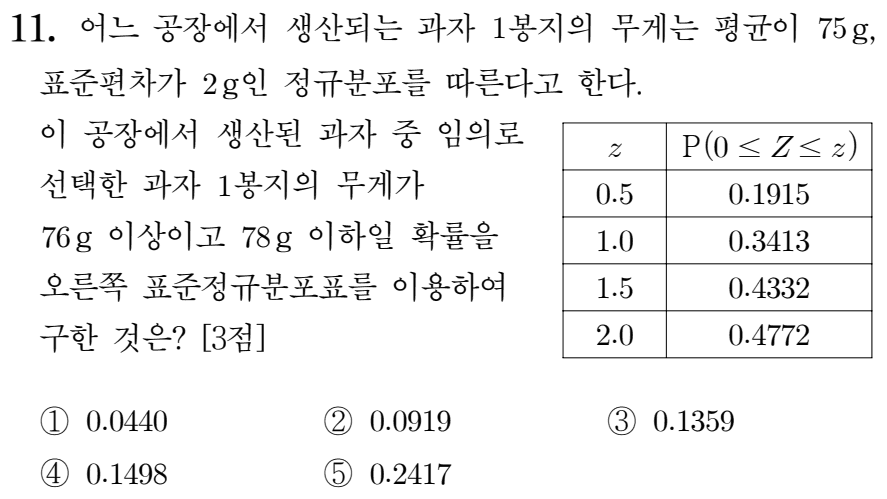 11. 어느 공장에서 생산되는 과자 1봉지의 무게는 평균이 75g,
표준편차가 2g인 정규분포를 따른다고 한다.
이 공장에서 생산된 과자 중 임의로
선택한 과자 1봉지의 무게가
76g 이상이고 78g 이하일 확률을
오른쪽 표준정규분포표를 이용하여
구한 것은? [3점]
z P(0 ≤ Z ≤ z)
0.5 0.1915
1.0 0.3413
1.5 0.4332
2.0 0.4772
① 0.0440 ② 0.0919 ③ 0.1359
④ 0.1498 ⑤ 0.2417